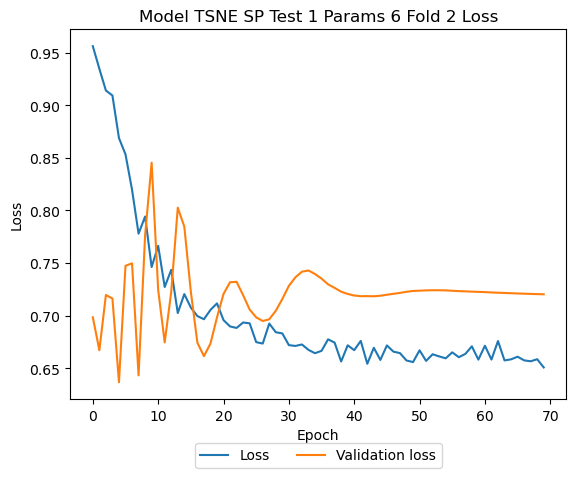 Model TSNE SP Test 1 Params 6 Fold 2 Loss
0.95
0.90
0.85
0.80
0.75
0.70
0.65
Loss
0 10 20 30 40 50 60 70
Epoch
Loss Validation loss